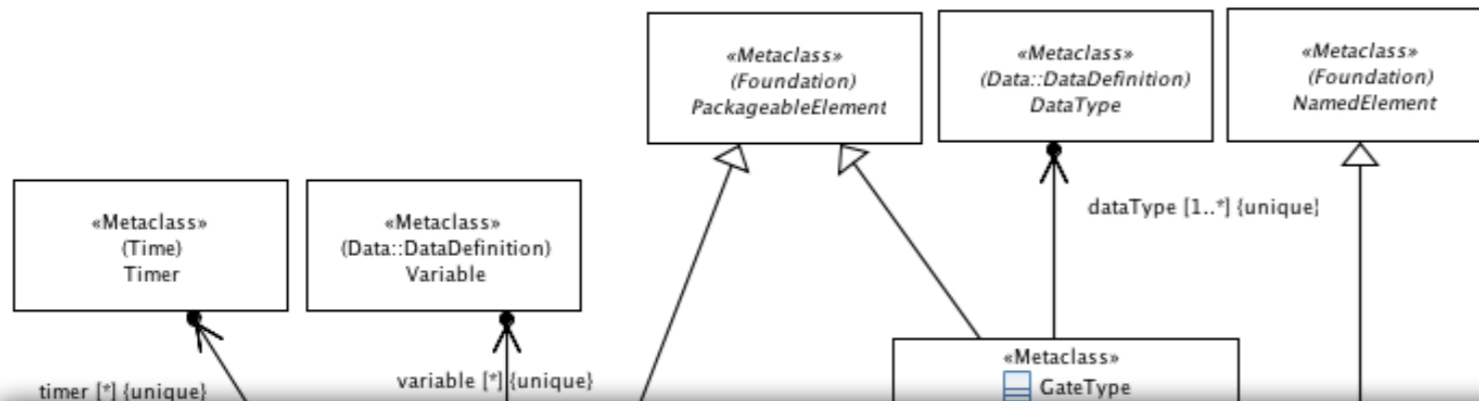 «Metaclass»
(Foundation)
PackageableElement
«Metaclass»
(Data::DataDefinition)
DataType
«Metaclass»
(Foundation)
NamedElement
«Metaclass»
(Time)
Timer
«Metaclass»
(Data::DataDefinition)
Variable
dataType [1..*] {unique}
timer [*] {unique}
variable [*] {unique}
«Metaclass»
GateType